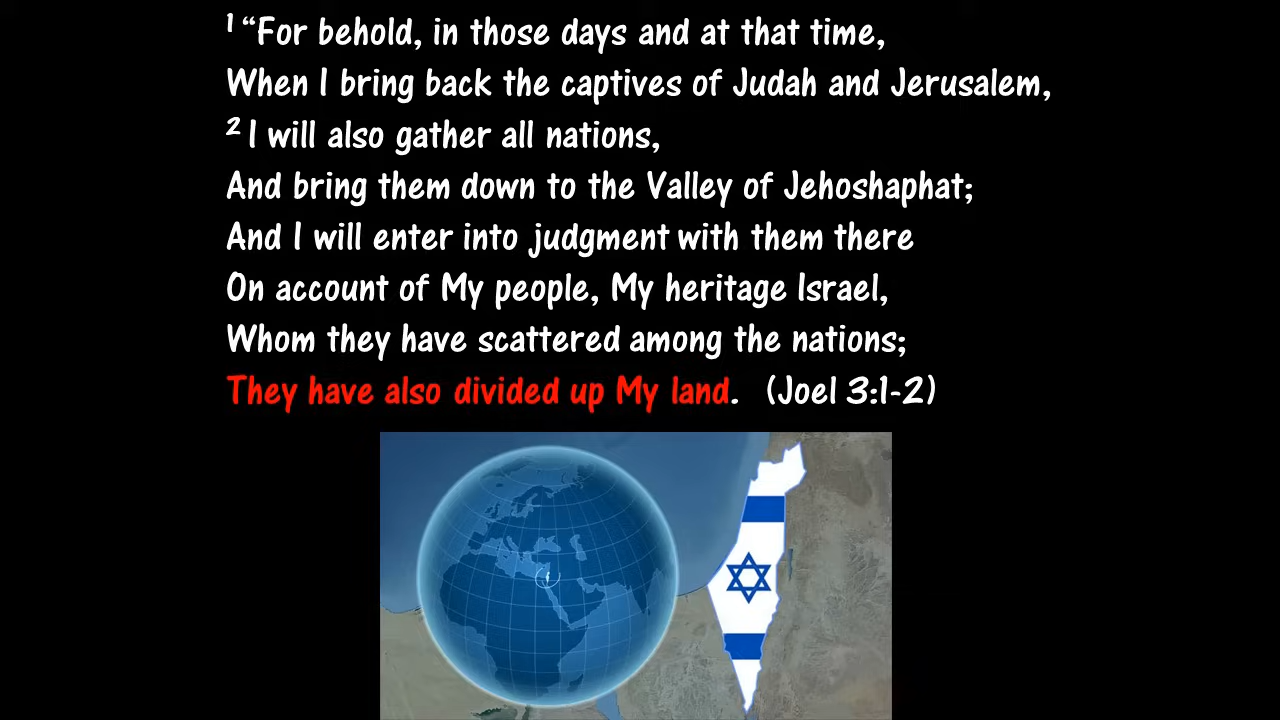 1 “For behold, in those days and at that time,
When I bring back the captives of Judah and Jerusalem,
2 I will also gather all nations,
And bring them down to the Valley of Jehoshaphat;
And I will enter into judgment with them there
On account of My people, My heritage Israel,
Whom they have scattered among the nations;
They have also divided up My land. (Joel 3:1-2)